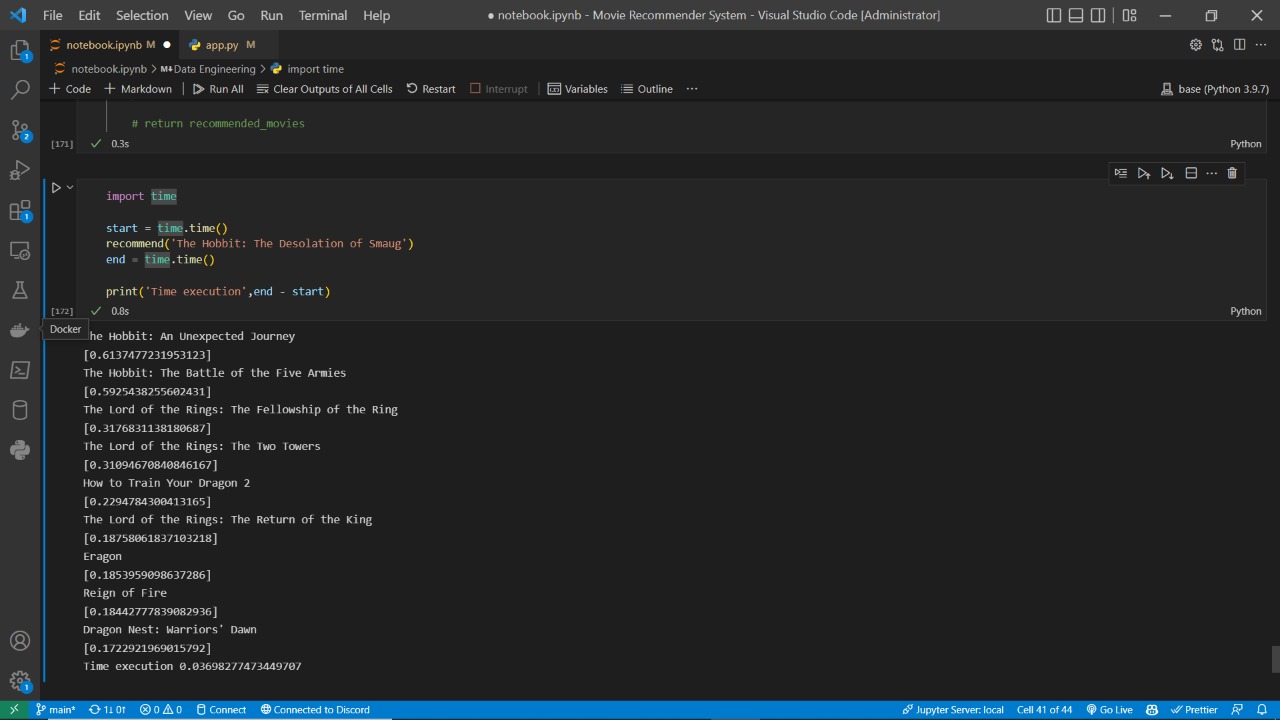 File Edit Selection View Go Run Terminal Help ● notebook.ipynb - Movie Recommender System - Visual Studio Code [Administrator]
notebook.ipynb M ● app.py M
notebook.ipynb > M↓Data Engineering > import time
+ Code + Markdown Run All Clear Outputs of All Cells Restart Interrupt Variables Outline ··· base (Python 3.9.7)
# return recommended_movies
[171] ✓ 0.3s Python
import time
start = time.time()
recommend('The Hobbit: The Desolation of Smaug')
end = time.time()
print('Time execution',end - start)
[172] ✓ 0.8s Python
Docker
he Hobbit: An Unexpected Journey
[0.6137477231953123]
The Hobbit: The Battle of the Five Armies
[0.5925438255602431]
The Lord of the Rings: The Fellowship of the Ring
[0.3176831138180687]
The Lord of the Rings: The Two Towers
[0.31094670840846167]
How to Train Your Dragon 2
[0.2294784300413165]
The Lord of the Rings: The Return of the King
[0.18758061837103218]
Eragon
[0.1853959098637286]
Reign of Fire
[0.18442777839082936]
Dragon Nest: Warriors' Dawn
[0.1722921969015792]
Time execution 0.03698277473449707
1
2
1
1
main* 1↓ 0↑ 0 0 Connect Connected to Discord Jupyter Server: local Cell 41 of 44 Go Live Prettier